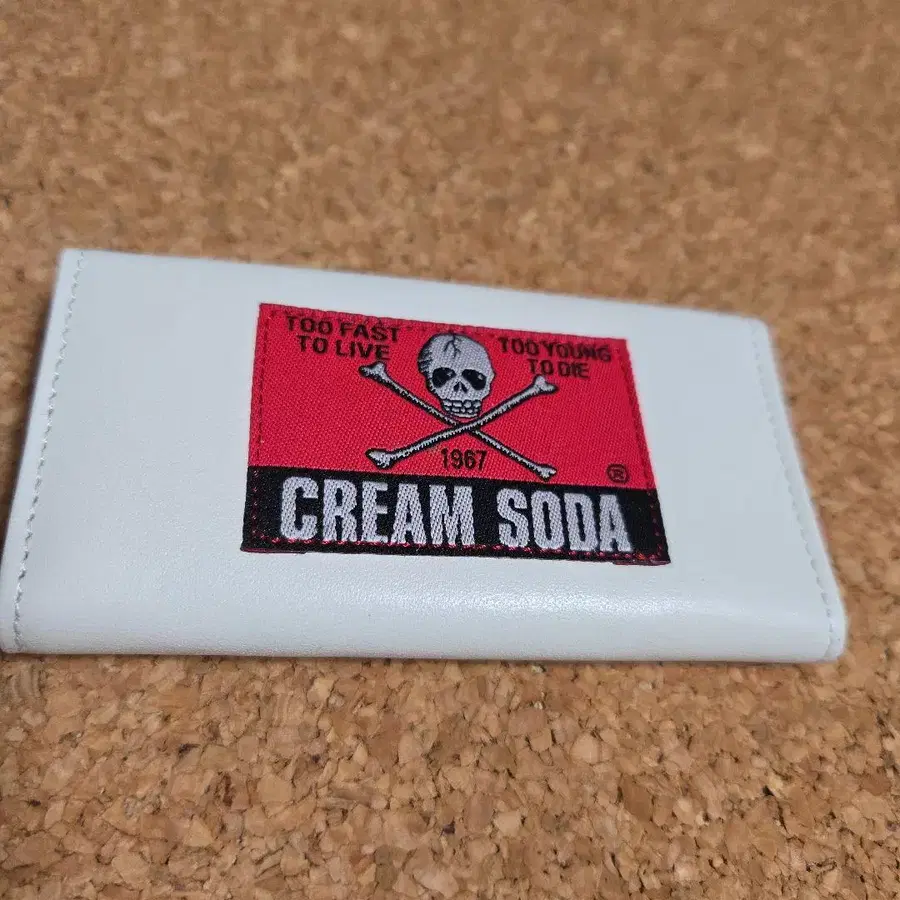 TOO FAST
TO LIVE
TOO YOUNG
TO DIE
1967
®
CREAM SODA